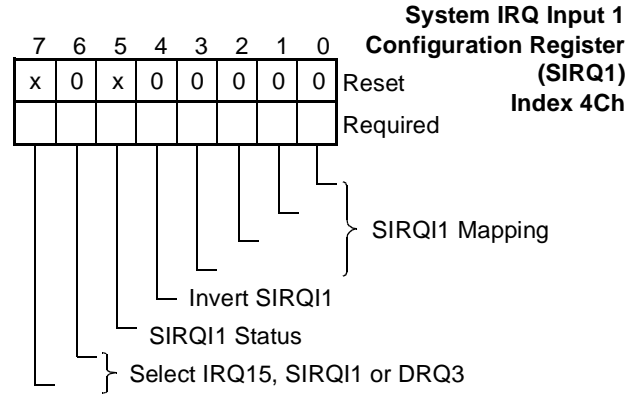 System IRQ Input 1
Configuration Register
(SIRQ1)
Index 4Ch
7 6 5 4 3 2 1 0
x 0 x 0 0 0 0 0 Reset
Required
SIRQI1 Mapping
Invert SIRQI1
SIRQI1 Status
Select IRQ15, SIRQI1 or DRQ3